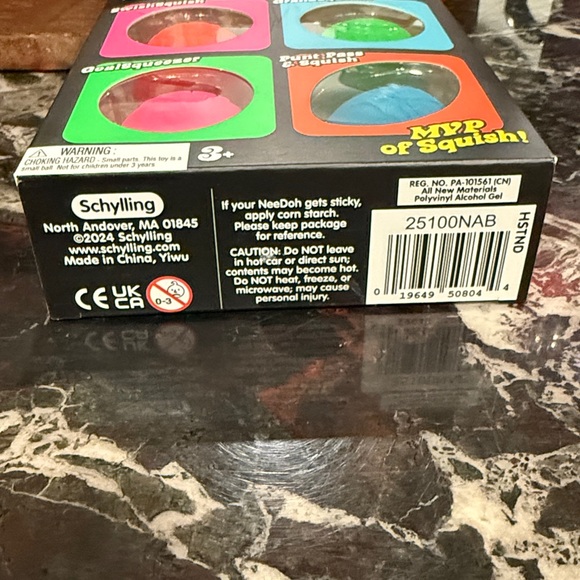 GoalSqueezer
Punt Pass
& Squish
MVP
of Squish!
WARNING:
CHOKING HAZARD - Small parts. This toy is a
small ball. Not for children under 3 years.
3+
Schylling
North Andover, MA 01845
©2024 Schylling
www.schylling.com
Made in China, Yiwu
CE UK
CA
0-3
If your NeeDoh gets sticky,
apply corn starch.
Please keep package
for reference.
CAUTION: Do NOT leave
in hot car or direct sun;
contents may become hot.
Do NOT heat, freeze, or
microwave; may cause
personal injury.
REG. NO. PA-101561 (CN)
All New Materials
Polyvinyl Alcohol Gel
25100NAB
HSTND
0 19649 50804 4